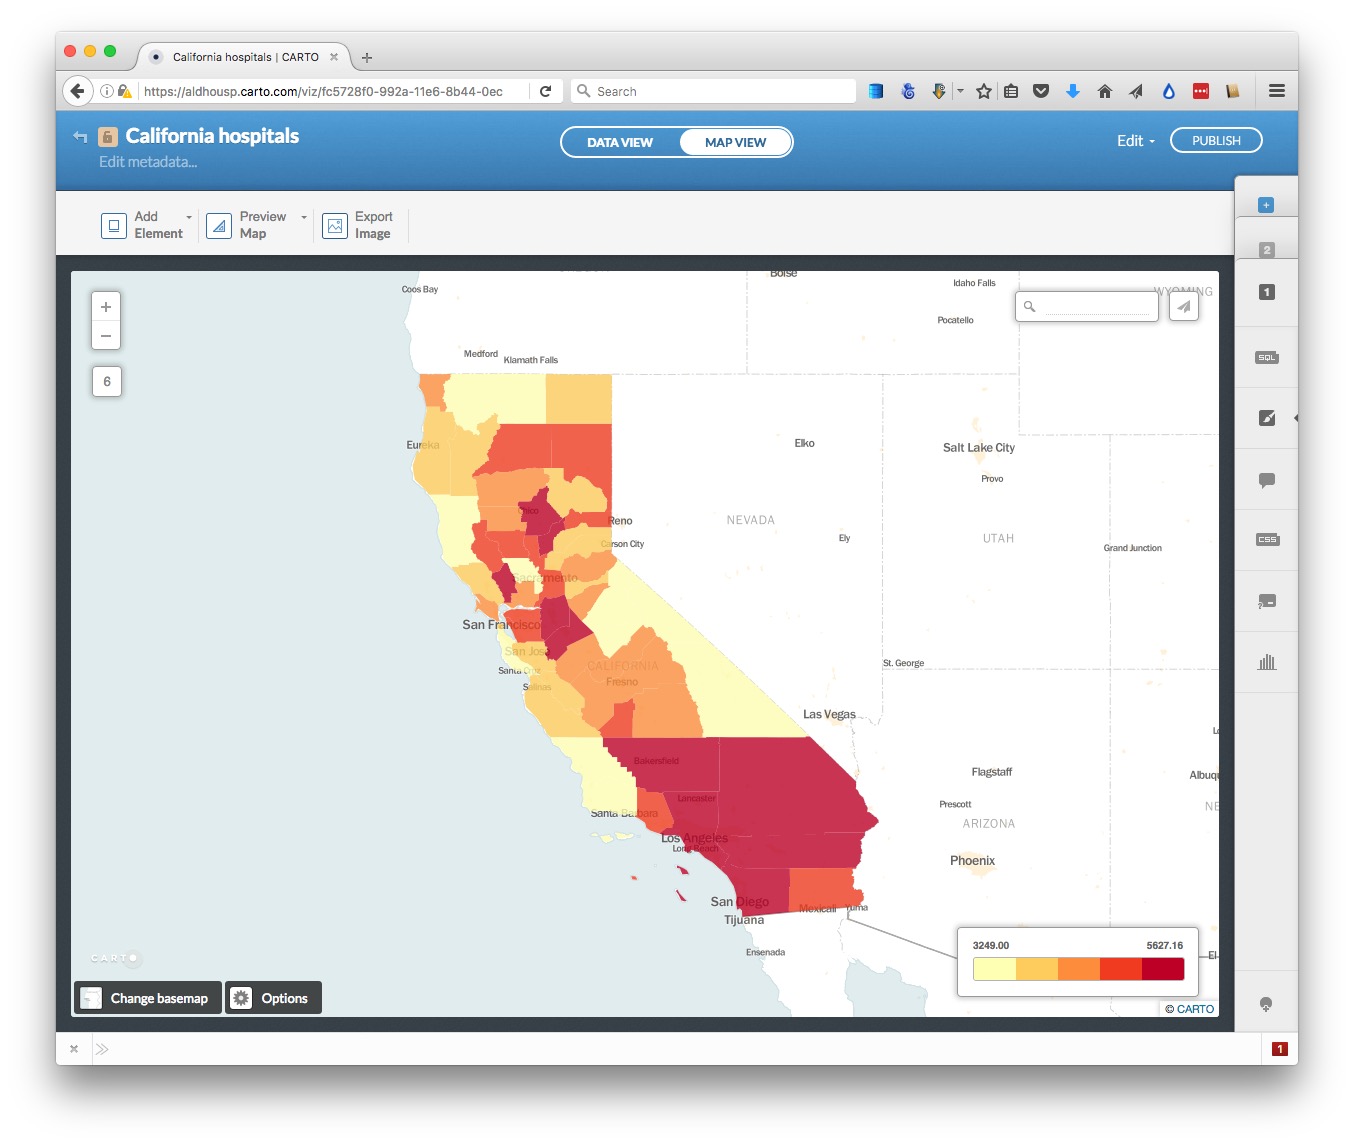 California hospitals | CARTO
https://aldhousp.carto.com/viz/fc5728f0-992a-11e6-8b44-0ec
Search
California hospitals
Edit metadata...
DATA VIEW
MAP VIEW
Edit
PUBLISH
Add
Element
Preview
Map
Export
Image
2
1
SQL
CSS
6
Boise
Coos Bay
Idaho Falls
WYOMING
Pocatello
Medford
Klamath Falls
Eureka
Elko
Salt Lake City
Provo
Chico
Reno
NEVADA
Carson City
Ely
UTAH
Grand Junction
Sacramento
San Francisco
San Jose
Santa Cruz
CALIFORNIA
St. George
Fresno
Salinas
Las Vegas
Bakersfield
Flagstaff
Lancaster
Prescott
Santa Barbara
ARIZONA
Los Angeles
Long Beach
Phoenix
San Diego
Mexicali
Yuma
Tijuana
Ensenada
3249.00
5627.16
CARTO
Change basemap
Options
© CARTO
1